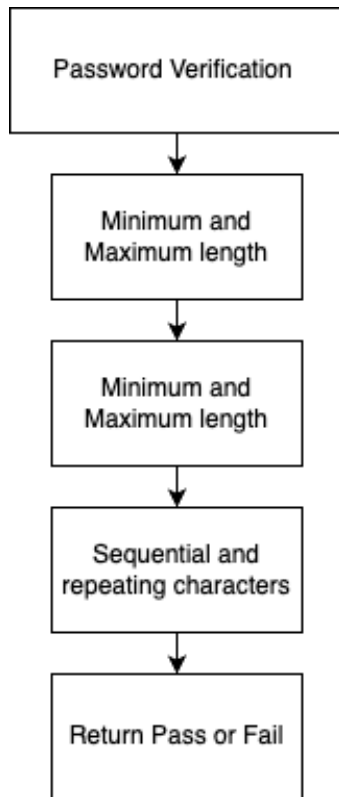 Password Verification
Minimum and
Maximum length
Minimum and
Maximum length
Sequential and
repeating characters
Return Pass or Fail